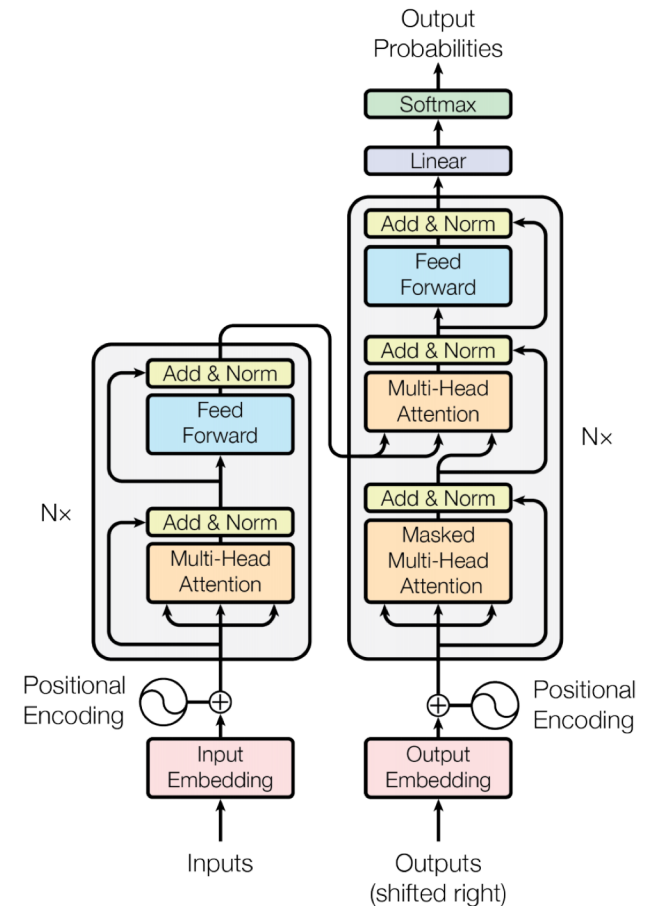 Output
Probabilities
Softmax
Linear
Add & Norm
Feed
Forward
Add & Norm
Multi-Head
Attention
Add & Norm
Masked
Multi-Head
Attention
Nx
Add & Norm
Feed
Forward
Add & Norm
Multi-Head
Attention
Nx
Positional
Encoding
Positional
Encoding
Input
Embedding
Output
Embedding
Inputs
Outputs
(shifted right)